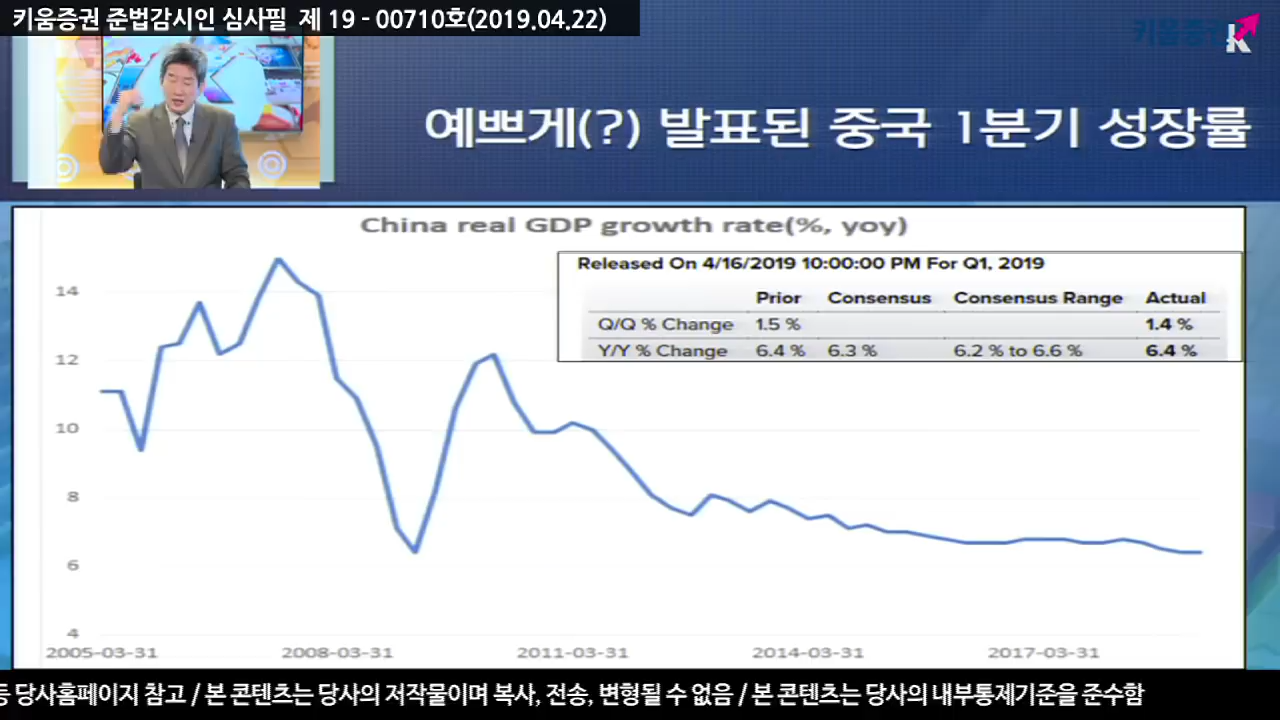 키움증권 준법감시인 심사필 제 19 - 00710호(2019.04.22)
키움증권
예쁘게(?) 발표된 중국 1분기 성장률
China real GDP growth rate(%, yoy)
Released On 4/16/2019 10:00:00 PM For Q1, 2019
Prior Consensus Consensus Range Actual
Q/Q % Change 1.5 % 1.4 %
Y/Y % Change 6.4 % 6.3 % 6.2 % to 6.6 % 6.4 %
14
12
10
8
6
4
2005-03-31 2008-03-31 2011-03-31 2014-03-31 2017-03-31
등 당사홈페이지 참고 / 본 콘텐츠는 당사의 저작물이며 복사, 전송, 변형될 수 없음 / 본 콘텐츠는 당사의 내부통제기준을 준수함